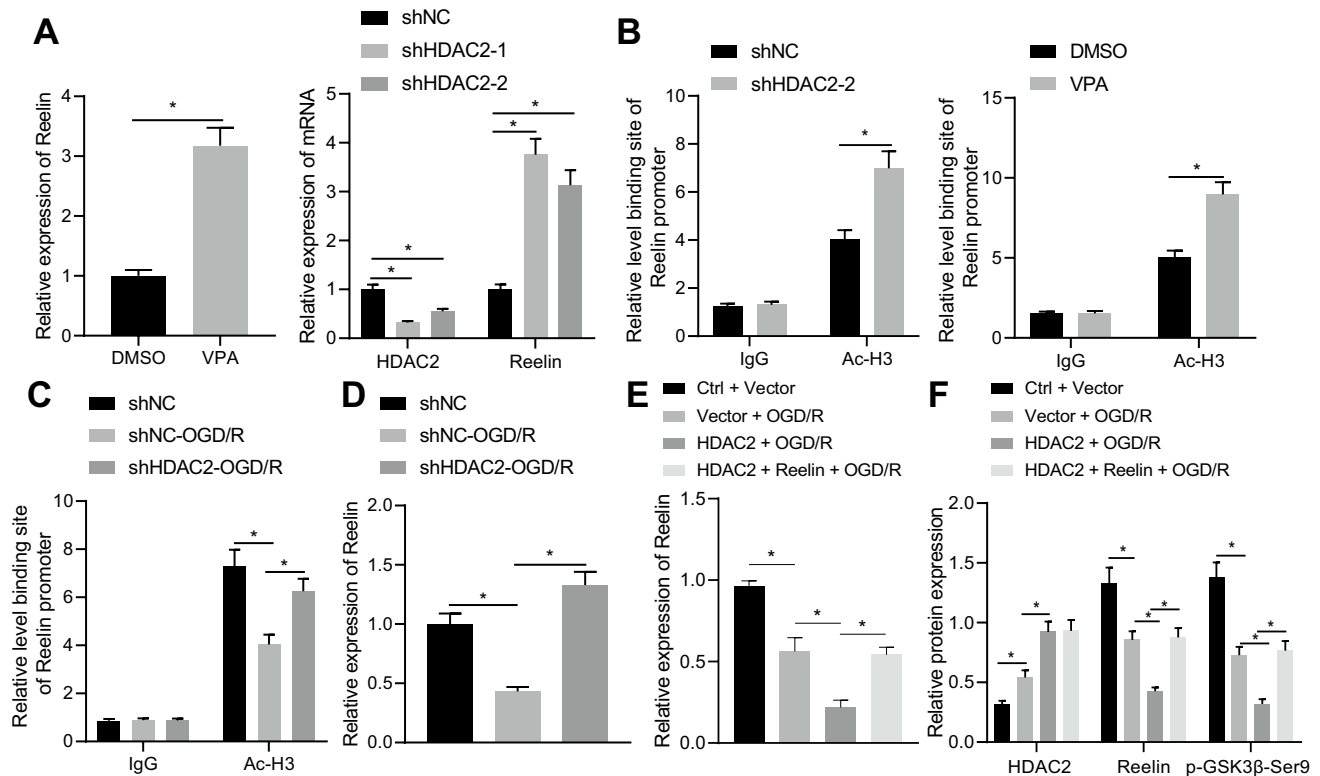 A
Relative expression of Reelin
4
3
2
1
0
*
DMSO
VPA
shNC
shHDAC2-1
shHDAC2-2
Relative expression of mRNA
5
4
3
2
1
0
*
*
*
*
HDAC2
Reelin
B
shNC
shHDAC2-2
Relative level binding site of
Reelin promoter
10
8
6
4
2
0
*
IgG
Ac-H3
DMSO
VPA
Relative level binding site of
Reelin promoter
15
10
5
0
*
IgG
Ac-H3
C
shNC
shNC-OGD/R
shHDAC2-OGD/R
Relative level binding site
of Reelin promoter
10
8
6
4
2
0
*
*
IgG
Ac-H3
D
shNC
shNC-OGD/R
shHDAC2-OGD/R
Relative expression of Reelin
2.0
1.5
1.0
0.5
0.0
*
*
E
Ctrl + Vector
Vector + OGD/R
HDAC2 + OGD/R
HDAC2 + Reelin + OGD/R
Relative expression of Reelin
1.5
1.0
0.5
0.0
*
*
*
F
Ctrl + Vector
Vector + OGD/R
HDAC2 + OGD/R
HDAC2 + Reelin + OGD/R
Relative protein expression
2.0
1.5
1.0
0.5
0.0
*
*
*
*
*
*
*
*
HDAC2
Reelin
p-GSK3β-Ser9